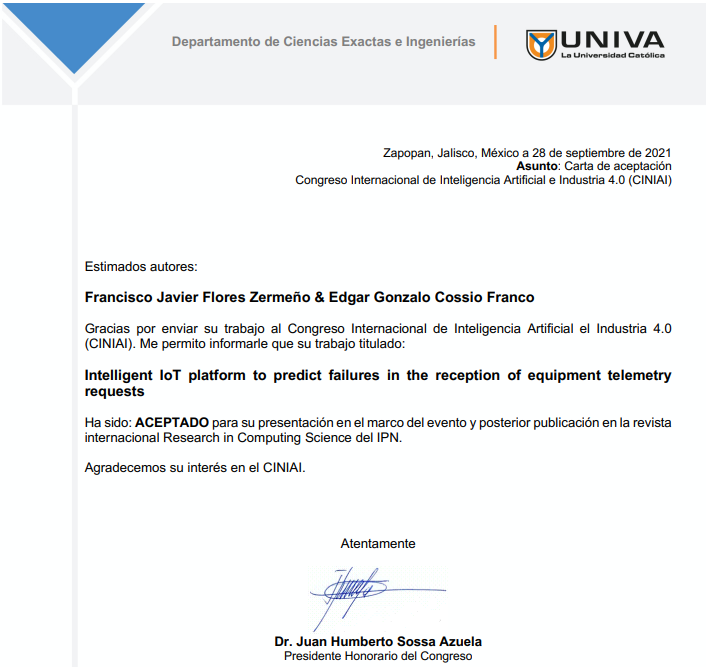 Departamento de Ciencias Exactas e Ingenierías
UNIVA
La Universidad Católica
Zapopan, Jalisco, México a 28 de septiembre de 2021
Asunto: Carta de aceptación
Congreso Internacional de Inteligencia Artificial e Industria 4.0 (CINIAI)
Estimados autores:
Francisco Javier Flores Zermeño & Edgar Gonzalo Cossio Franco
Gracias por enviar su trabajo al Congreso Internacional de Inteligencia Artificial el Industria 4.0
(CINIAI). Me permito informarle que su trabajo titulado:
Intelligent IoT platform to predict failures in the reception of equipment telemetry
requests
Ha sido: ACEPTADO para su presentación en el marco del evento y posterior publicación en la revista
internacional Research in Computing Science del IPN.
Agradecemos su interés en el CINIAI.
Atentamente
Dr. Juan Humberto Sossa Azuela
Presidente Honorario del Congreso